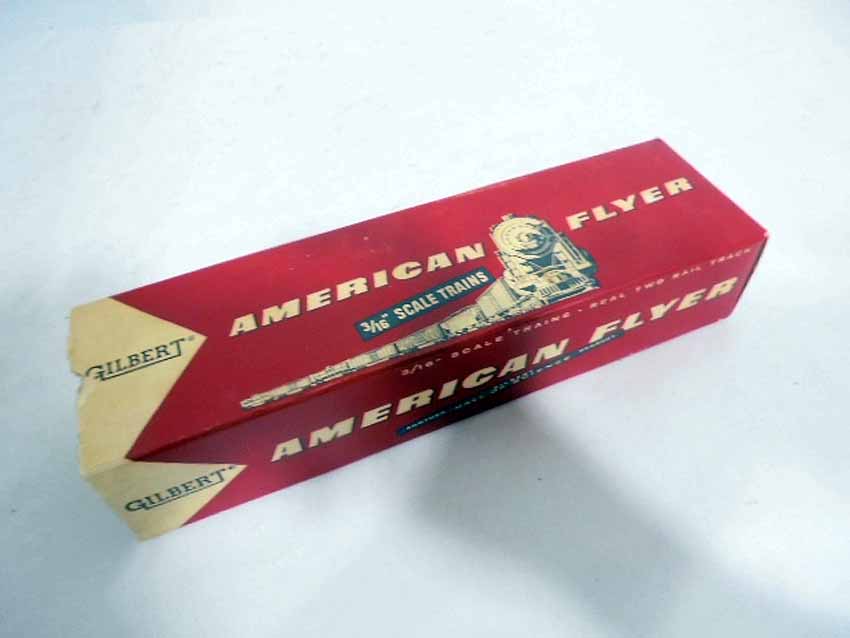 GILBERT®
AMERICAN FLYER
3/16" SCALE TRAINS
3/16" SCALE TRAINS • REAL TWO RAIL TRACK
GILBERT®
AMERICAN FLYER